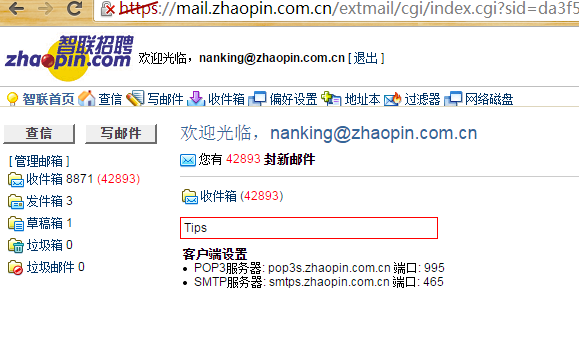 https://mail.zhaopin.com.cn/extmail/cgi/index.cgi?sid=da3f5
智联招聘
zhaopin.com
欢迎光临，nanking@zhaopin.com.cn [ 退出 ]
智联首页 查信 写邮件 收件箱 偏好设置 地址本 过滤器 网络磁盘
查信 写邮件
[ 管理邮箱 ]
收件箱 8871 (42893)
发件箱 3
草稿箱 1
垃圾箱 0
垃圾邮件 0
欢迎光临，nanking@zhaopin.com.cn
您有 42893 封新邮件
收件箱 (42893)
Tips
客户端设置
• POP3服务器: pop3s.zhaopin.com.cn 端口: 995
• SMTP服务器: smtps.zhaopin.com.cn 端口: 465